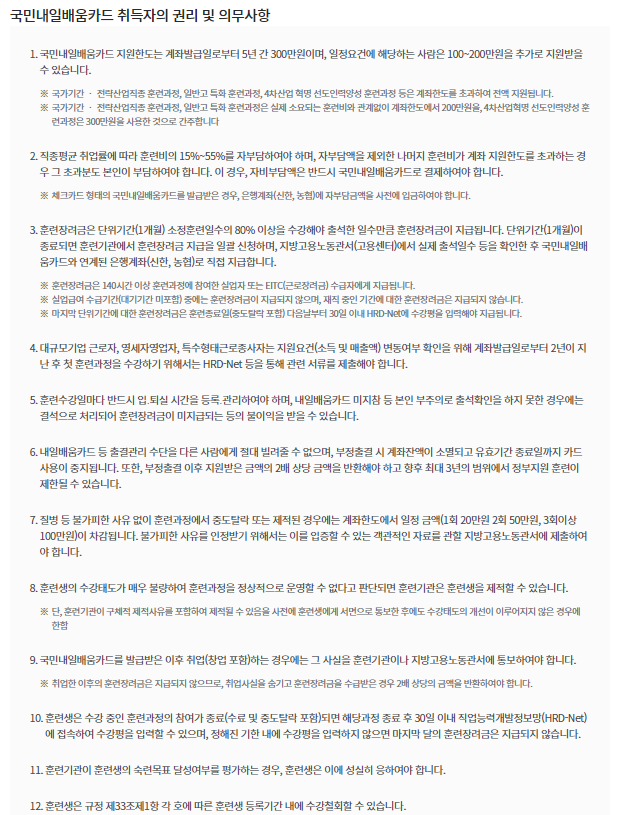 국민내일배움카드 취득자의 권리 및 의무사항
1. 국민내일배움카드 지원한도는 계좌발급일로부터 5년 간 300만원이며, 일정요건에 해당하는 사람은 100~200만원을 추가로 지원받을
수 있습니다.
※ 국가기간 · 전략산업직종 훈련과정, 일반고 특화 훈련과정, 4차산업 혁명 선도인력양성 훈련과정 등은 계좌한도를 초과하여 전액 지원됩니다.
※ 국가기간 · 전략산업직종 훈련과정, 일반고 특화 훈련과정은 실제 소요되는 훈련비와 관계없이 계좌한도에서 200만원을, 4차산업혁명 선도인력양성 훈
련과정은 300만원을 사용한 것으로 간주합니다
2. 직종평균 취업률에 따라 훈련비의 15%~55%를 자부담하여야 하며, 자부담액을 제외한 나머지 훈련비가 계좌 지원한도를 초과하는 경
우 그 초과분도 본인이 부담하여야 합니다. 이 경우, 자비부담액은 반드시 국민내일배움카드로 결제하여야 합니다.
※ 체크카드 형태의 국민내일배움카드를 발급받은 경우, 은행계좌(신한, 농협)에 자부담금액을 사전에 입금하여야 합니다.
3. 훈련장려금은 단위기간(1개월) 소정훈련일수의 80% 이상을 수강해야 출석한 일수만큼 훈련장려금이 지급됩니다. 단위기간(1개월)이
종료되면 훈련기관에서 훈련장려금 지급을 일괄 신청하며, 지방고용노동관서(고용센터)에서 실제 출석일수 등을 확인한 후 국민내일배
움카드와 연계된 은행계좌(신한, 농협)로 직접 지급합니다.
※ 훈련장려금은 140시간 이상 훈련과정에 참여한 실업자 또는 EITC(근로장려금) 수급자에게 지급됩니다.
※ 실업급여 수급기간(대기기간 미포함) 중에는 훈련장려금이 지급되지 않으며, 재직 중인 기간에 대한 훈련장려금은 지급되지 않습니다.
※ 마지막 단위기간에 대한 훈련장려금은 훈련종료일(중도탈락 포함) 다음날부터 30일 이내 HRD-Net에 수강평을 입력해야 지급됩니다.
4. 대규모기업 근로자, 영세자영업자, 특수형태근로종사자는 지원요건(소득 및 매출액) 변동여부 확인을 위해 계좌발급일로부터 2년이 지
난 후 첫 훈련과정을 수강하기 위해서는 HRD-Net 등을 통해 관련 서류를 제출해야 합니다.
5. 훈련수강일마다 반드시 입.퇴실 시간을 등록.관리하여야 하며, 내일배움카드 미지참 등 본인 부주의로 출석확인을 하지 못한 경우에는
결석으로 처리되어 훈련장려금이 미지급되는 등의 불이익을 받을 수 있습니다.
6. 내일배움카드 등 출결관리 수단을 다른 사람에게 절대 빌려줄 수 없으며, 부정출결 시 계좌잔액이 소멸되고 유효기간 종료일까지 카드
사용이 중지됩니다. 또한, 부정출결 이후 지원받은 금액의 2배 상당 금액을 반환해야 하고 향후 최대 3년의 범위에서 정부지원 훈련이
제한될 수 있습니다.
7. 질병 등 불가피한 사유 없이 훈련과정에서 중도탈락 또는 제적된 경우에는 계좌한도에서 일정 금액(1회 20만원 2회 50만원, 3회이상
100만원)이 차감됩니다. 불가피한 사유를 인정받기 위해서는 이를 입증할 수 있는 객관적인 자료를 관할 지방고용노동관서에 제출하여
야 합니다.
8. 훈련생의 수강태도가 매우 불량하여 훈련과정을 정상적으로 운영할 수 없다고 판단되면 훈련기관은 훈련생을 제적할 수 있습니다.
※ 단, 훈련기관이 구체적 제적사유를 포함하여 제적될 수 있음을 사전에 훈련생에게 서면으로 통보한 후에도 수강태도의 개선이 이루어지지 않은 경우에
한함
9. 국민내일배움카드를 발급받은 이후 취업(창업 포함)하는 경우에는 그 사실을 훈련기관이나 지방고용노동관서에 통보하여야 합니다.
※ 취업한 이후의 훈련장려금은 지급되지 않으므로, 취업사실을 숨기고 훈련장려금을 수급받은 경우 2배 상당의 금액을 반환하여야 합니다.
10. 훈련생은 수강 중인 훈련과정의 참여가 종료(수료 및 중도탈락 포함)되면 해당과정 종료 후 30일 이내 직업능력개발정보망(HRD-Net)
에 접속하여 수강평을 입력할 수 있으며, 정해진 기한 내에 수강평을 입력하지 않으면 마지막 달의 훈련장려금은 지급되지 않습니다.
11. 훈련기관이 훈련생의 숙련목표 달성여부를 평가하는 경우, 훈련생은 이에 성실히 응하여야 합니다.
12. 훈련생은 규정 제33조제1항 각 호에 따른 훈련생 등록기간 내에 수강철회할 수 있습니다.